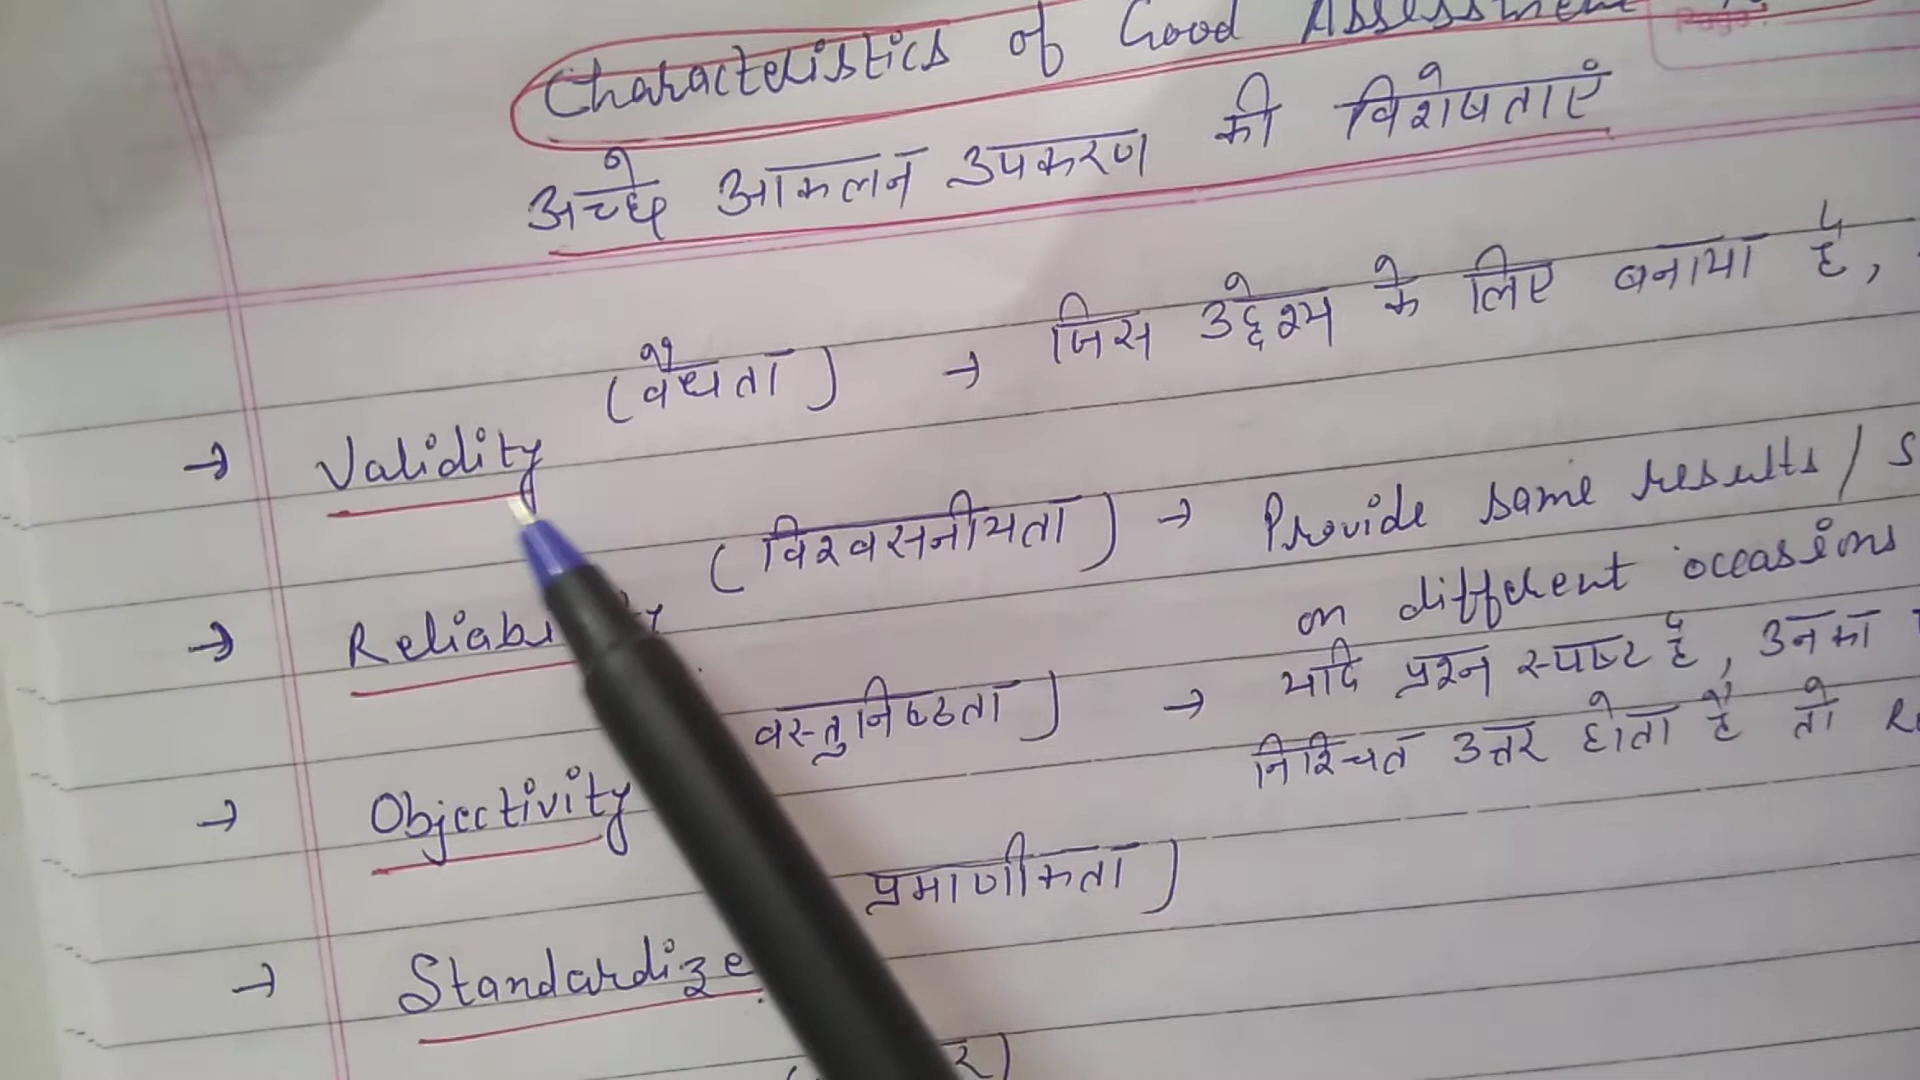 Characteristics of Good Assessment
अच्छे आकलन उपकरण की विशेषताएं
→ Validity (वैधता) → जिस उद्देश्य के लिए बनाया है,
→ (विश्वसनीयता) → Provide same results/
on different occasions
वस्तुनिष्ठता) → यदि प्रश्न स्पष्ट है, उनका
→ Objectivity निश्चित उत्तर होता है तो
प्रमाणीकता)
→ Standardize